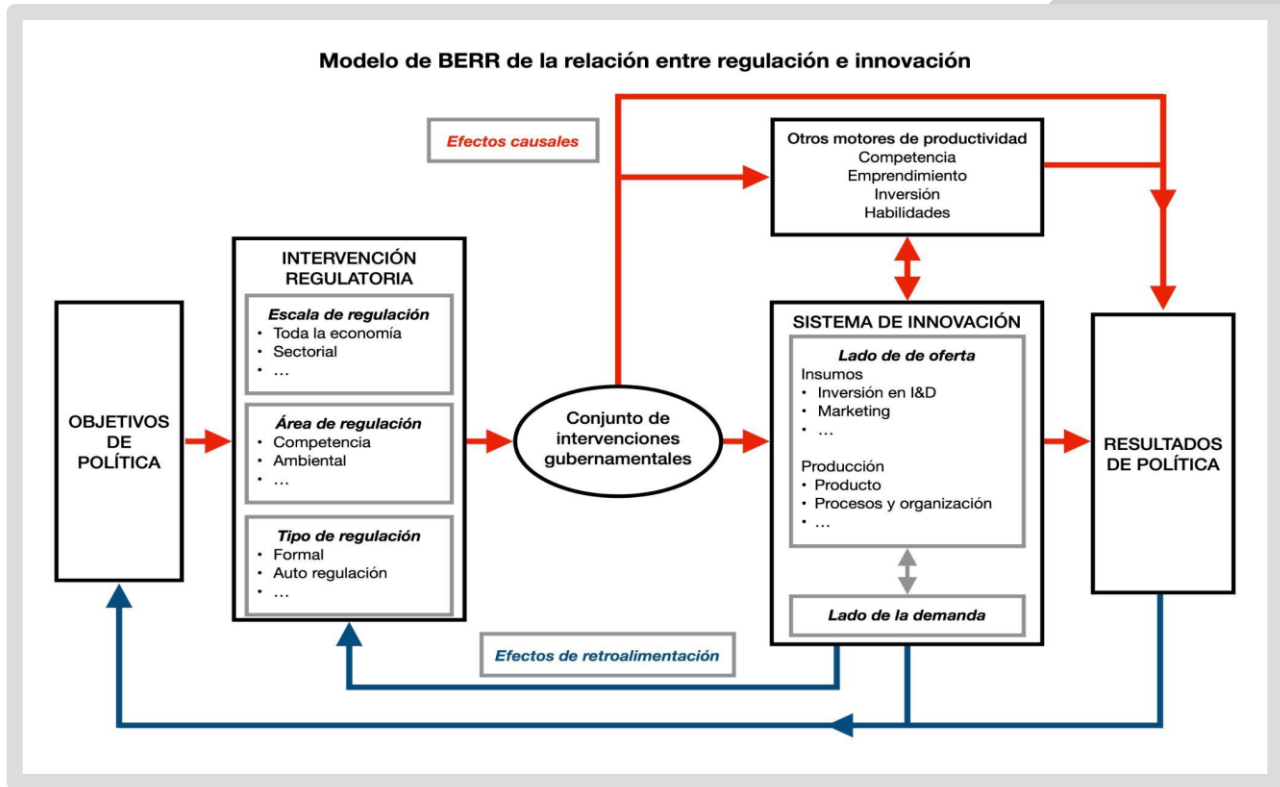 Modelo de BERR de la relación entre regulación e innovación
Efectos causales
Otros motores de productividad
Competencia
Emprendimiento
Inversión
Habilidades
OBJETIVOS
DE
POLÍTICA
INTERVENCIÓN
REGULATORIA
Escala de regulación
• Toda la economía
• Sectorial
• ...
Área de regulación
• Competencia
• Ambiental
• ...
Tipo de regulación
• Formal
• Auto regulación
• ...
Conjunto de
intervenciones
gubernamentales
SISTEMA DE INNOVACIÓN
Lado de de oferta
Insumos
• Inversión en I&D
• Marketing
• ...
Producción
• Producto
• Procesos y organización
• ...
Lado de la demanda
RESULTADOS
DE POLÍTICA
Efectos de retroalimentación